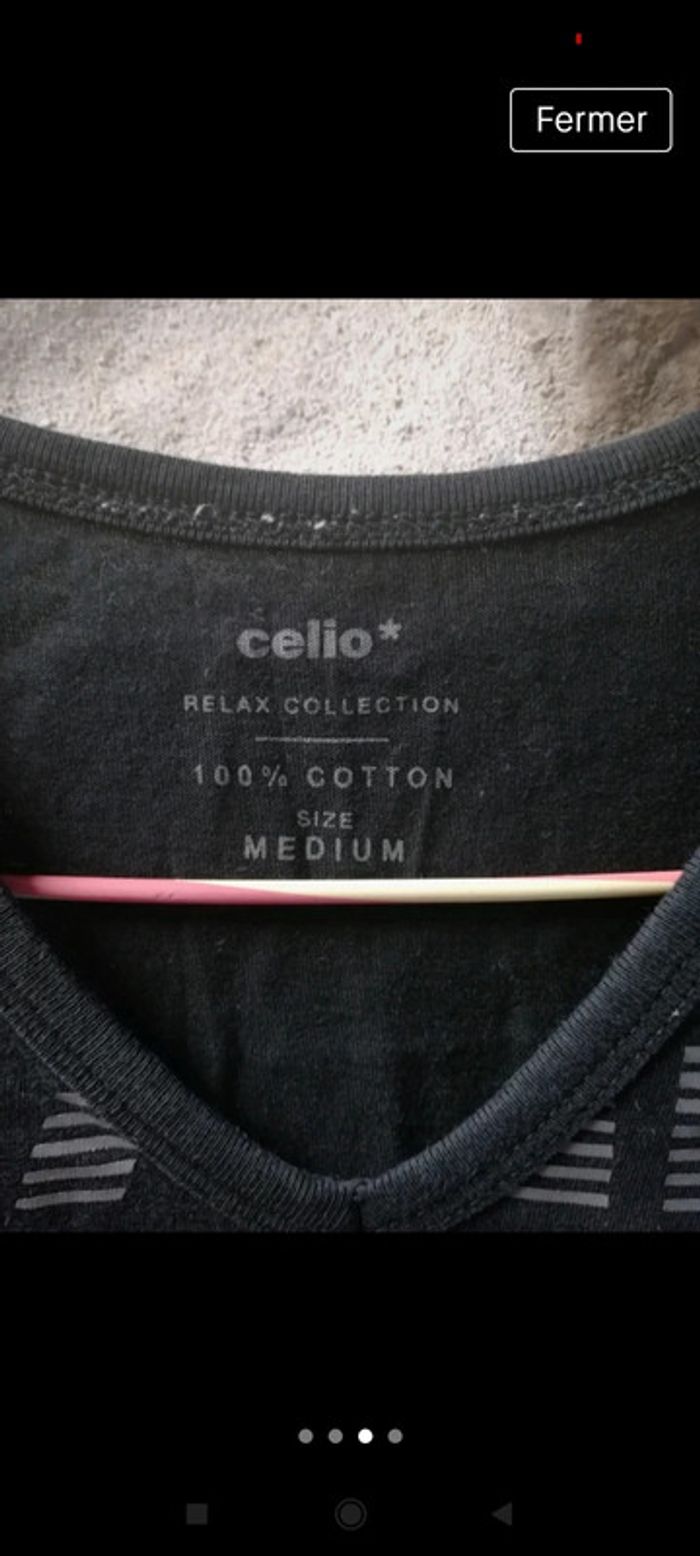 Fermer
celio*
RELAX COLLECTION
100% COTTON
SIZE
MEDIUM